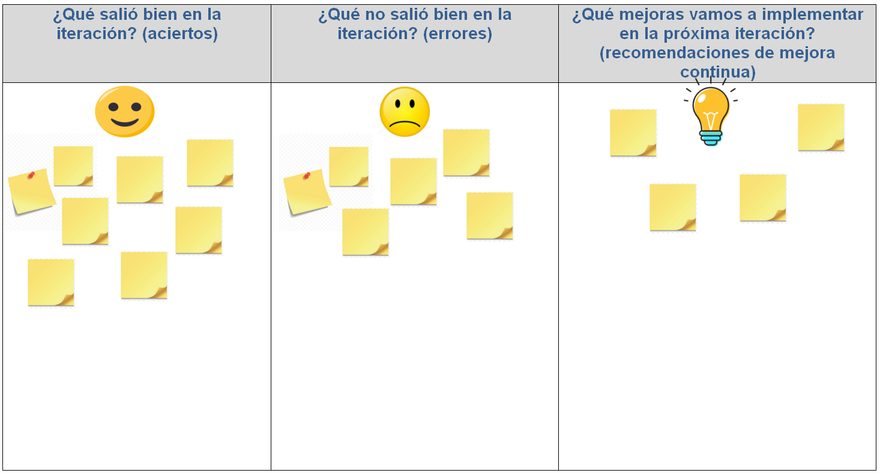 ¿Qué salió bien en la
iteración? (aciertos)
¿Qué no salió bien en la
iteración? (errores)
¿Qué mejoras vamos a implementar
en la próxima iteración?
(recomendaciones de mejora
continua)